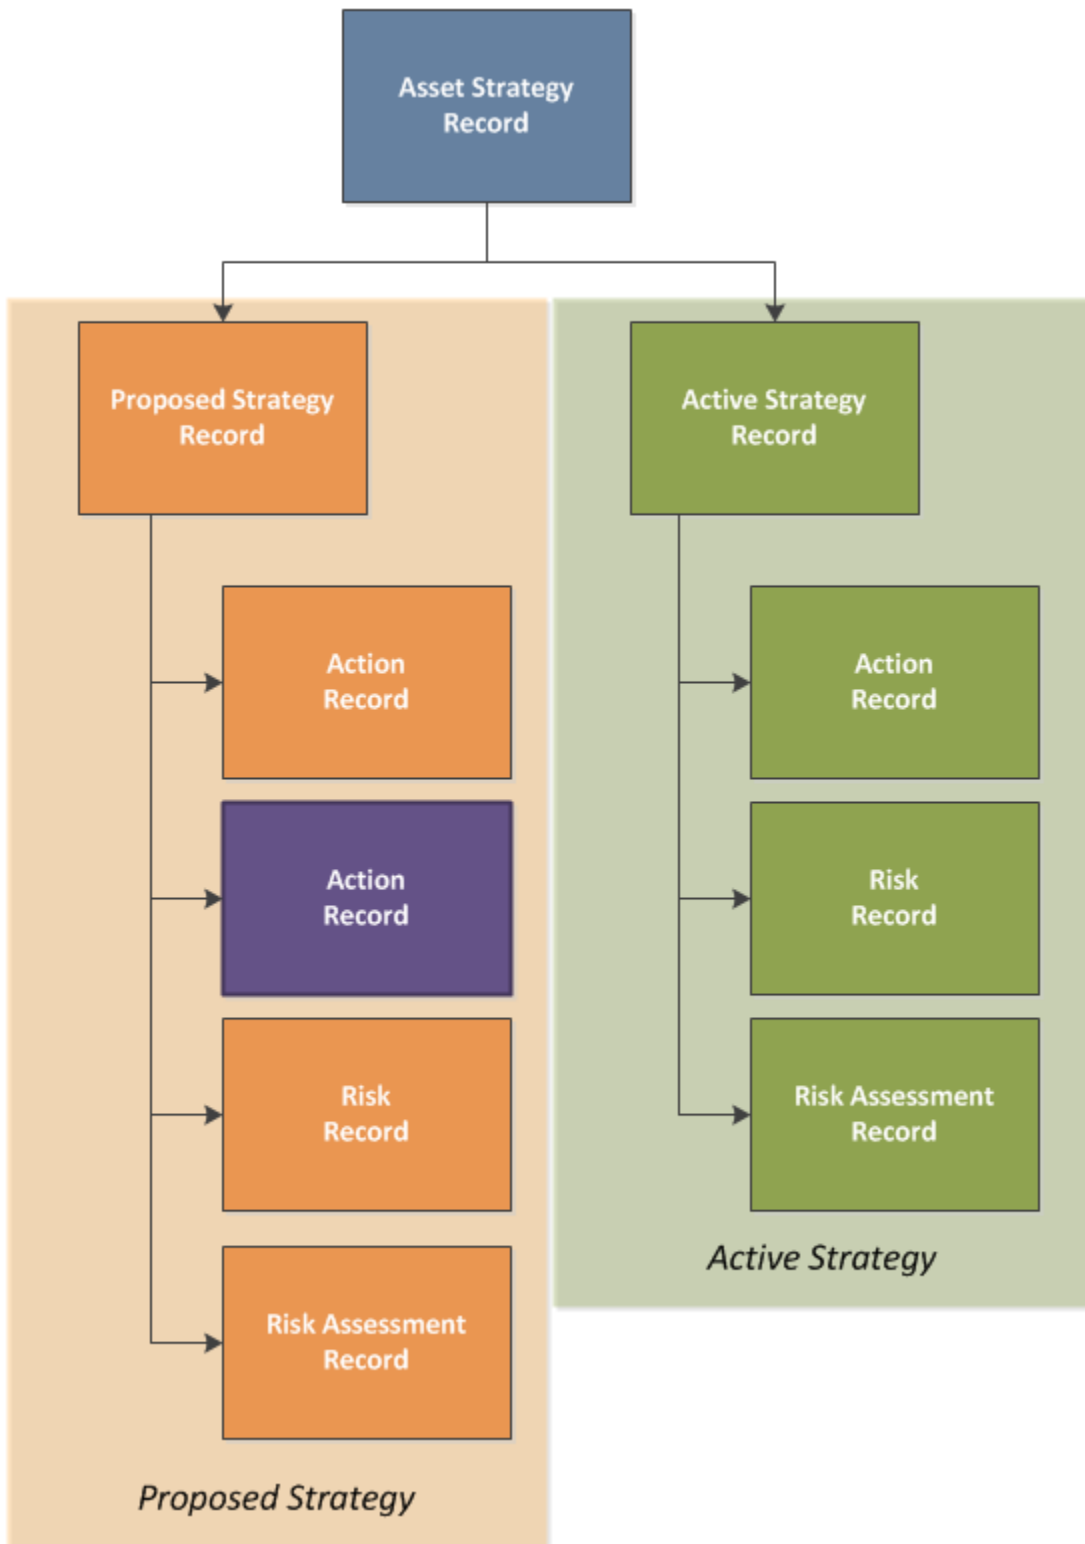 Asset Strategy
Record
Proposed Strategy
Record
Action
Record
Action
Record
Risk
Record
Risk Assessment
Record
Proposed Strategy
Active Strategy
Record
Action
Record
Risk
Record
Risk Assessment
Record
Active Strategy